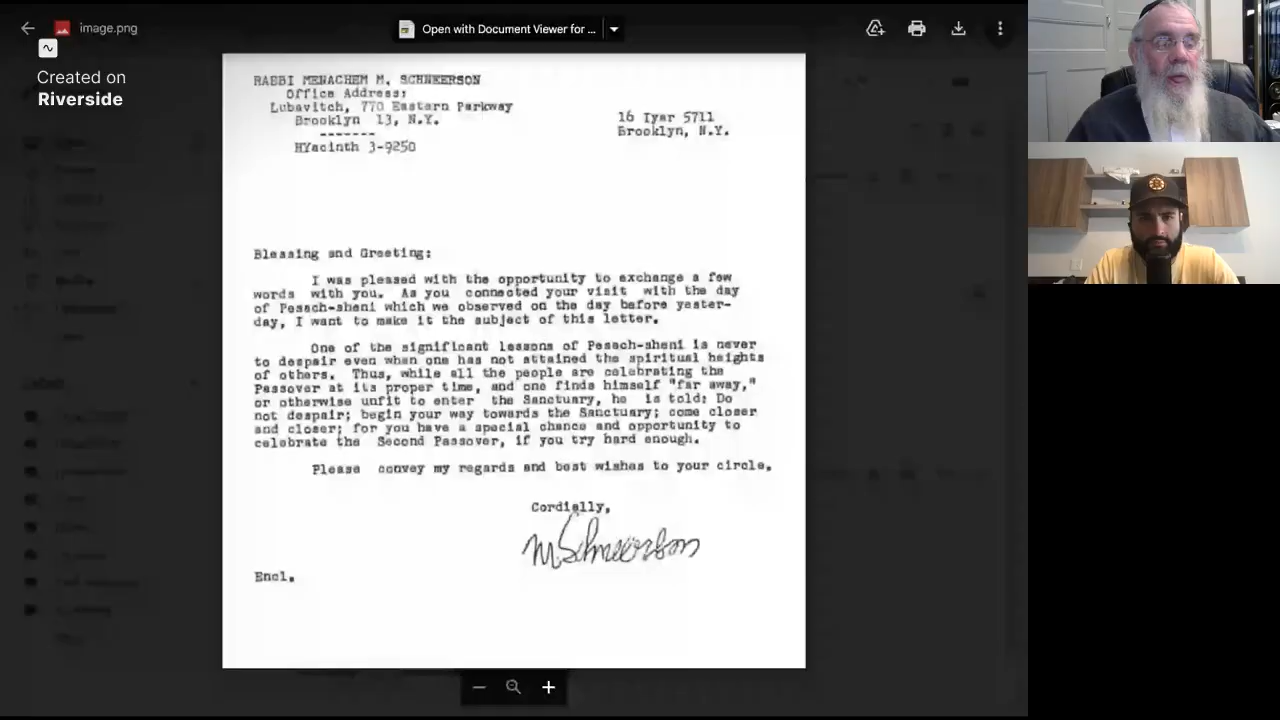 image.png
Open with Document Viewer for ...
Created on
Riverside
RABBI MENACHEM M. SCHNEERSON
Office Address:
Lubavitch, 770 Eastern Parkway
Brooklyn 13, N.Y.
-------
HYacinth 3-9250
16 Iyar 5711
Brooklyn, N.Y.
Blessing and Greeting:
I was pleased with the opportunity to exchange a few
words with you. As you connected your visit with the day
of Pesach-sheni which we observed on the day before yester-
day, I want to make it the subject of this letter.
One of the significant lessons of Pesach-sheni is never
to despair even when one has not attained the spiritual heights
of others. Thus, while all the people are celebrating the
Passover at its proper time, and one finds himself "far away,"
or otherwise unfit to enter the Sanctuary, he is told: Do
not despair; begin your way towards the Sanctuary; come closer
and closer; for you have a special chance and opportunity to
celebrate the Second Passover, if you try hard enough.
Please convey my regards and best wishes to your circle.
Cordially,
M Schneerson
Encl.